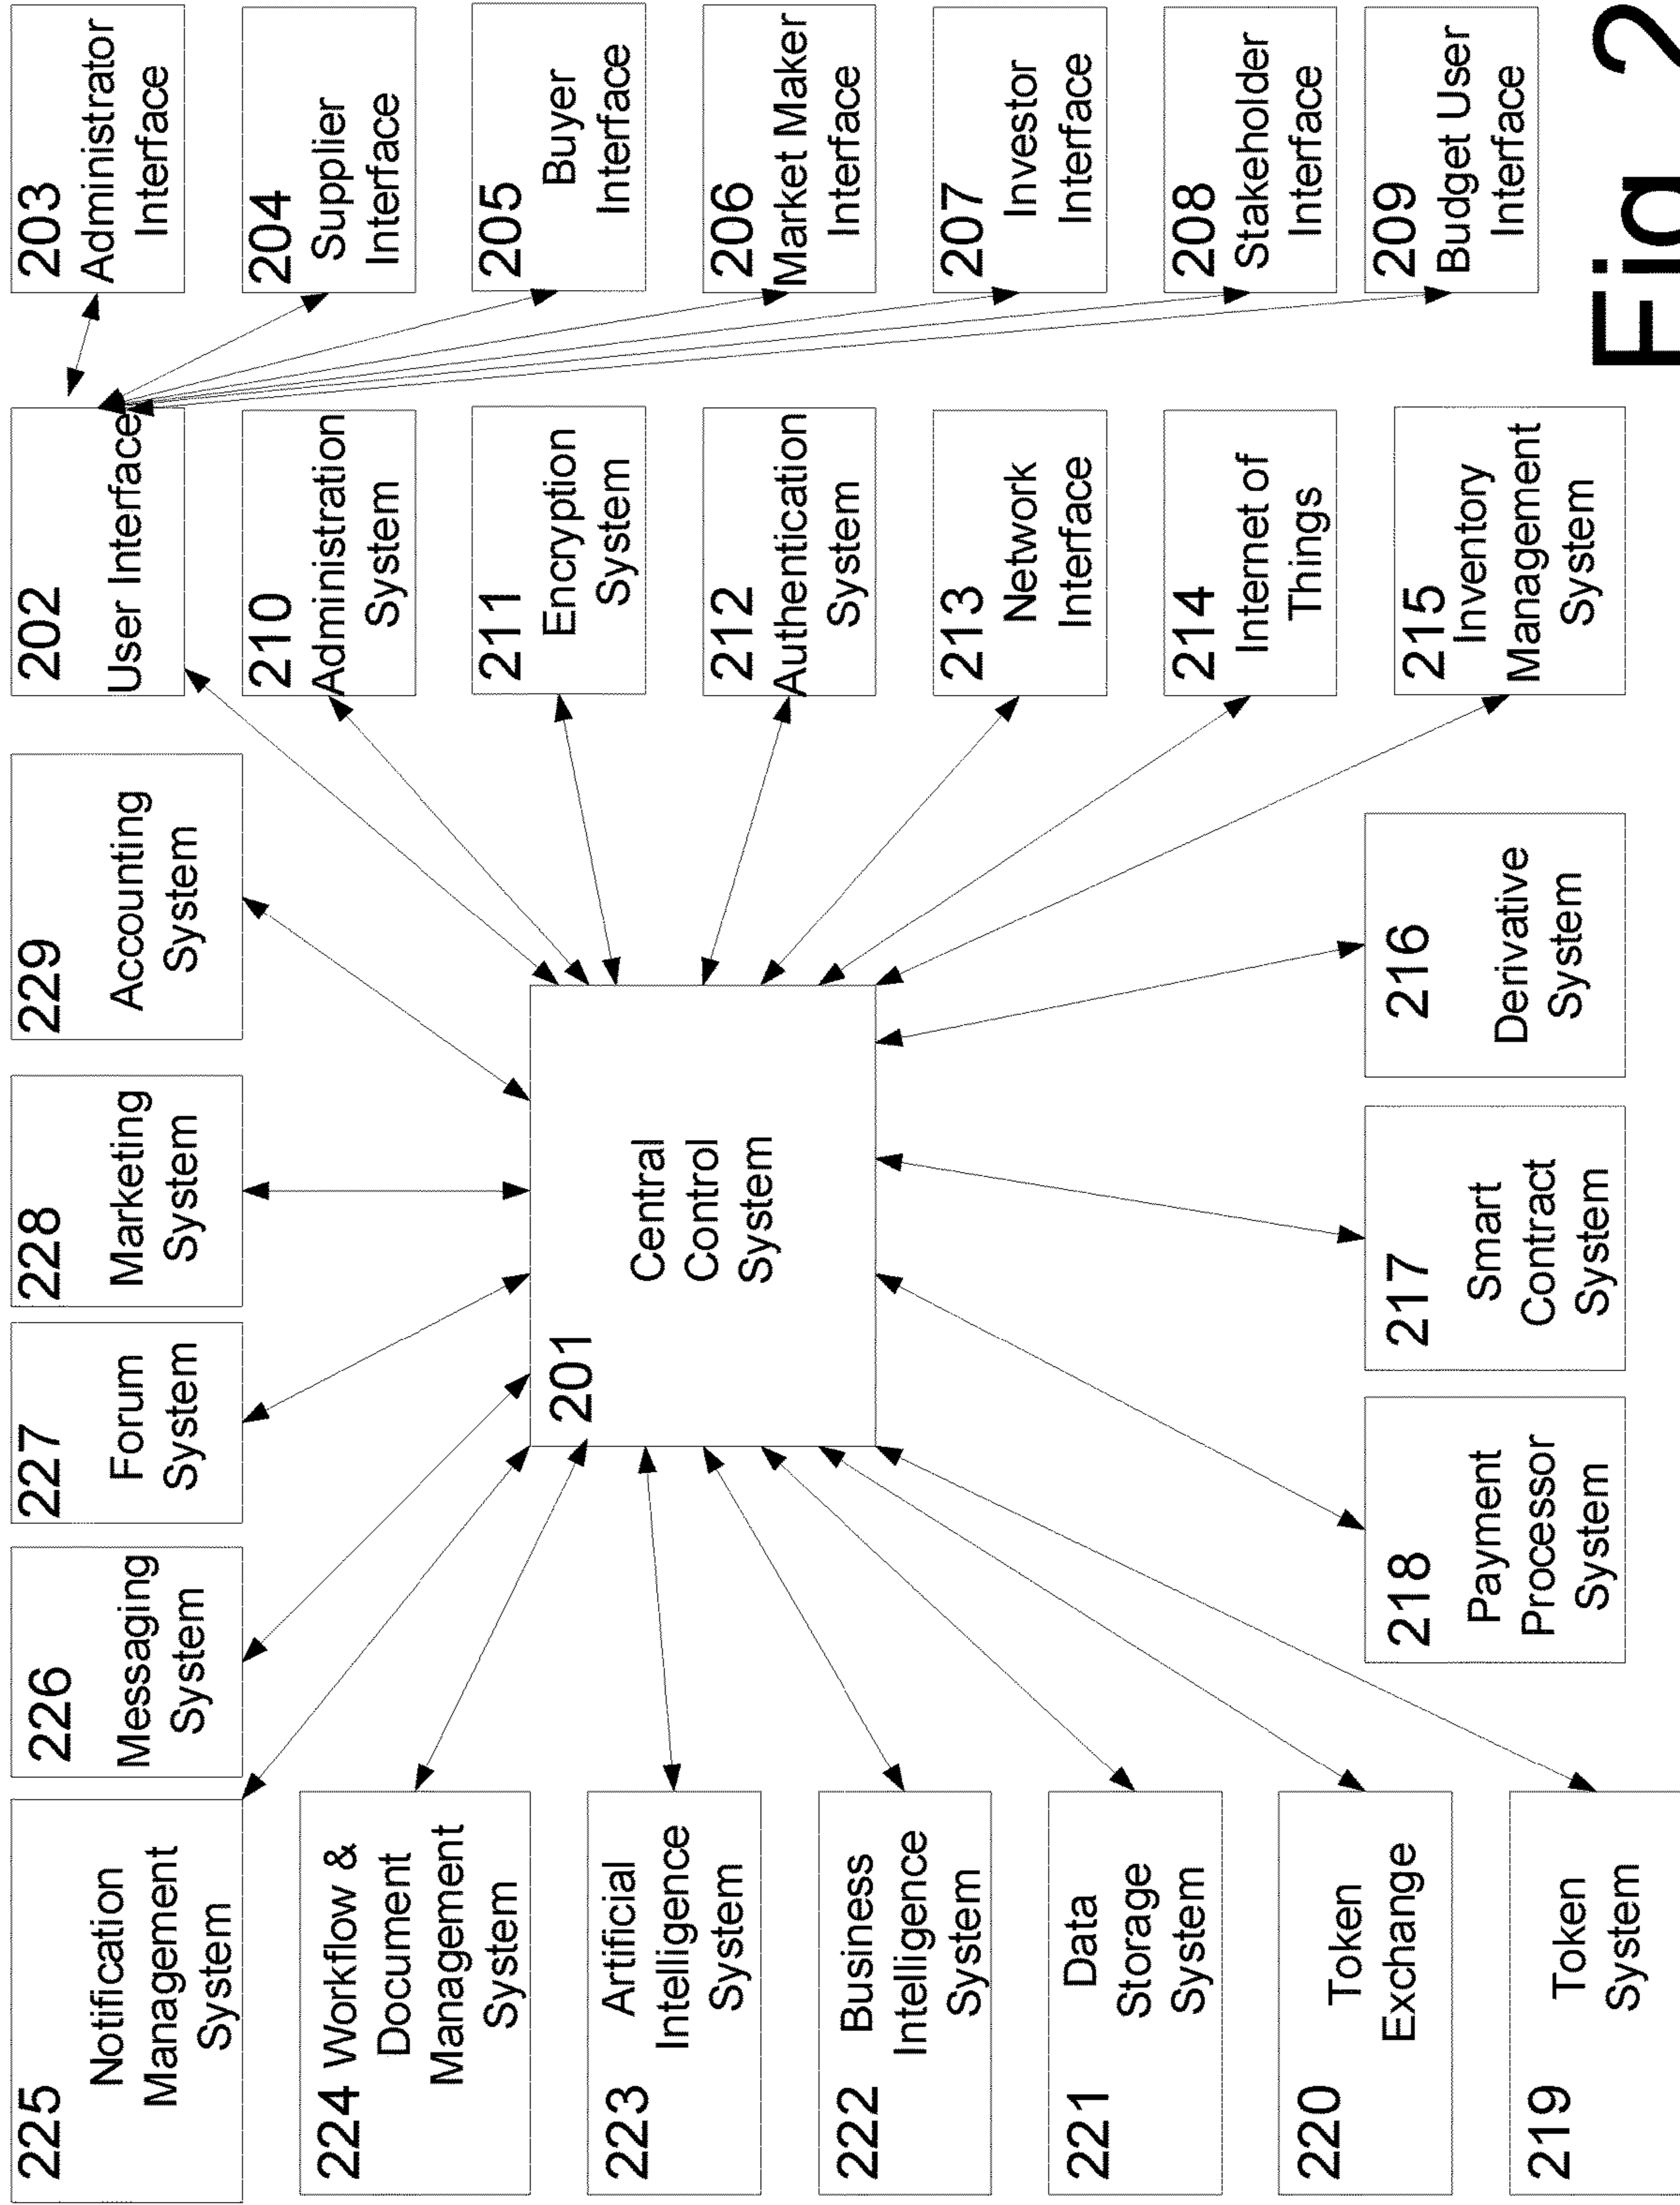 225
Notification
Management
System
226
Messaging
System
227
Forum
System
228
Marketing
System
229
Accounting
System
202
User Interface
203
Administrator
Interface
224 Workflow &
Document
Management
System
210
Administration
System
204
Supplier
Interface
223
Artificial
Intelligence
System
201
Central
Control
System
211
Encryption
System
205
Buyer
Interface
222
Business
Intelligence
System
212
Authentication
System
206
Market Maker
Interface
221
Data
Storage
System
213
Network
Interface
207
Investor
Interface
220
Token
Exchange
214
Internet of
Things
208
Stakeholder
Interface
219
Token
System
218
Payment
Processor
System
217
Smart
Contract
System
216
Derivative
System
215
Inventory
Management
System
209
Budget User
Interface
Fig 2